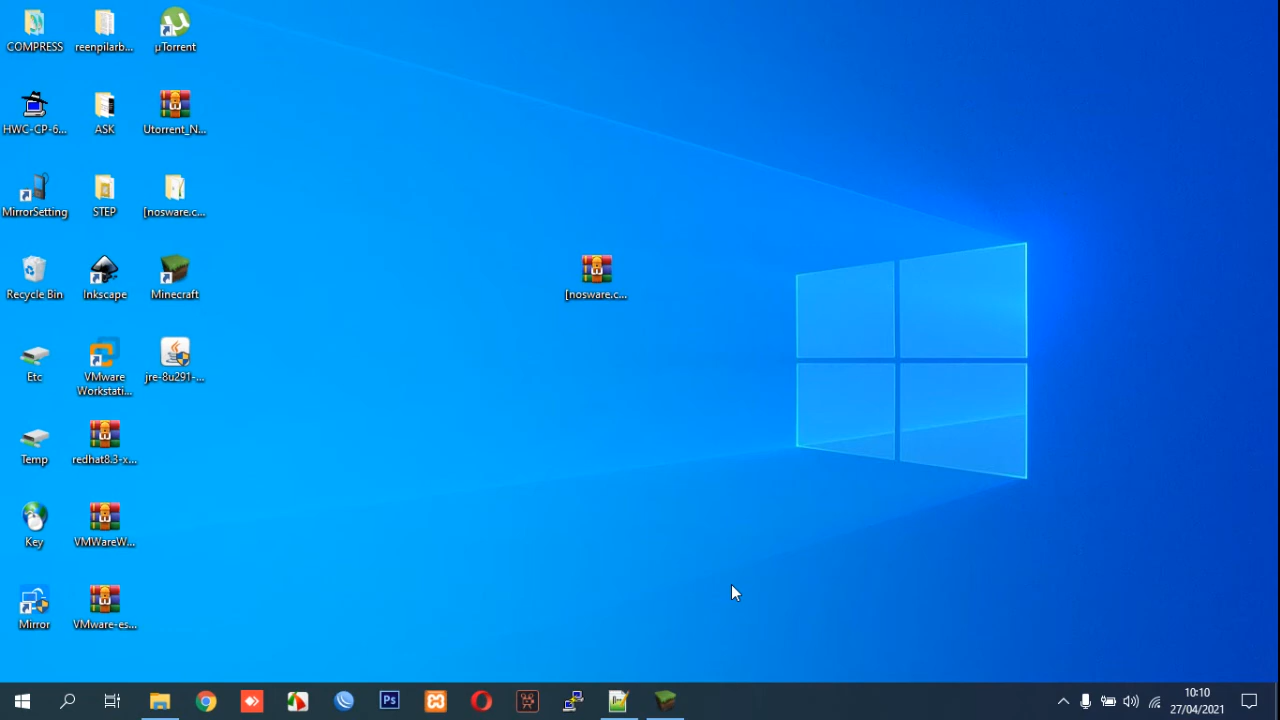 COMPRESS
reenpilarb...
µTorrent
HWC-CP-6...
ASK
Utorrent_N...
MirrorSetting
STEP
[nosware.c...
Recycle Bin
Inkscape
Minecraft
[nosware.c...
Etc
VMware
Workstati...
jre-8u291-...
Temp
redhat8.3-x...
Key
VMWareW...
Mirror
VMware-es...
Ps
10:10
27/04/2021